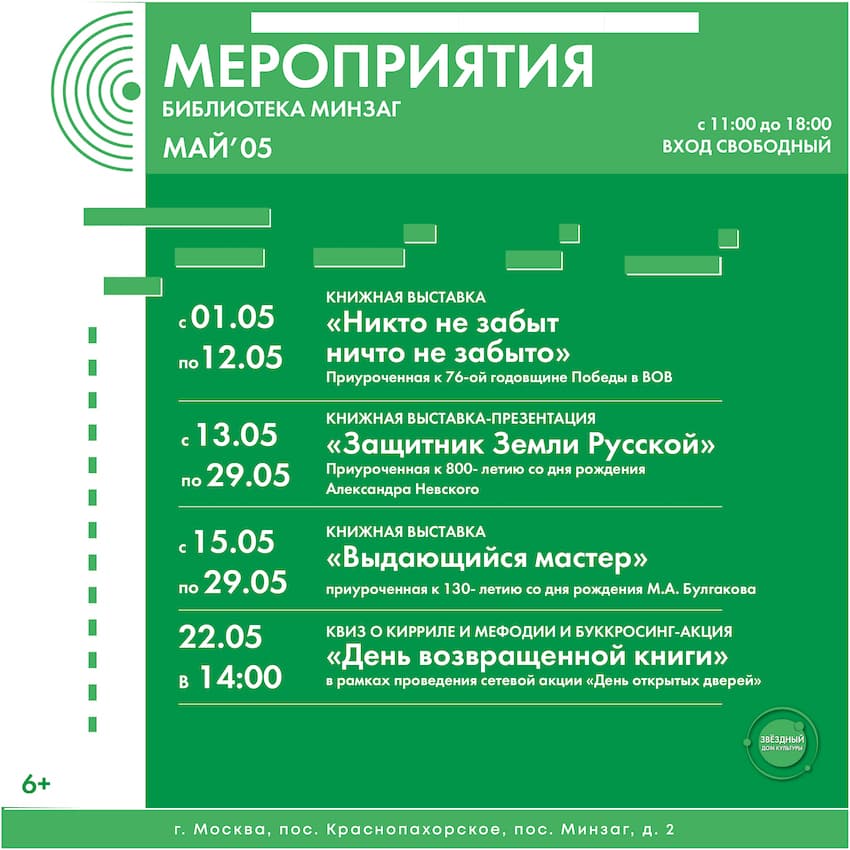 МЕРОПРИЯТИЯ
БИБЛИОТЕКА МИНЗАГ
МАЙ'05
с 11:00 до 18:00
ВХОД СВОБОДНЫЙ
с 01.05
по 12.05
КНИЖНАЯ ВЫСТАВКА
«Никто не забыт
ничто не забыто»
Приуроченная к 76-ой годовщине Победы в ВОВ
с 13.05
по 29.05
КНИЖНАЯ ВЫСТАВКА-ПРЕЗЕНТАЦИЯ
«Защитник Земли Русской»
Приуроченная к 800- летию со дня рождения
Александра Невского
с 15.05
по 29.05
КНИЖНАЯ ВЫСТАВКА
«Выдающийся мастер»
приуроченная к 130- летию со дня рождения М.А. Булгакова
22.05
В 14:00
КВИЗ О КИРРИЛЕ И МЕФОДИИ И БУККРОСИНГ-АКЦИЯ
«День возвращенной книги»
в рамках проведения сетевой акции «День открытых дверей»
ЗВЁЗДНЫЙ
ДОМ КУЛЬТУРЫ
6+
г. Москва, пос. Краснопахорское, пос. Минзаг, д. 2